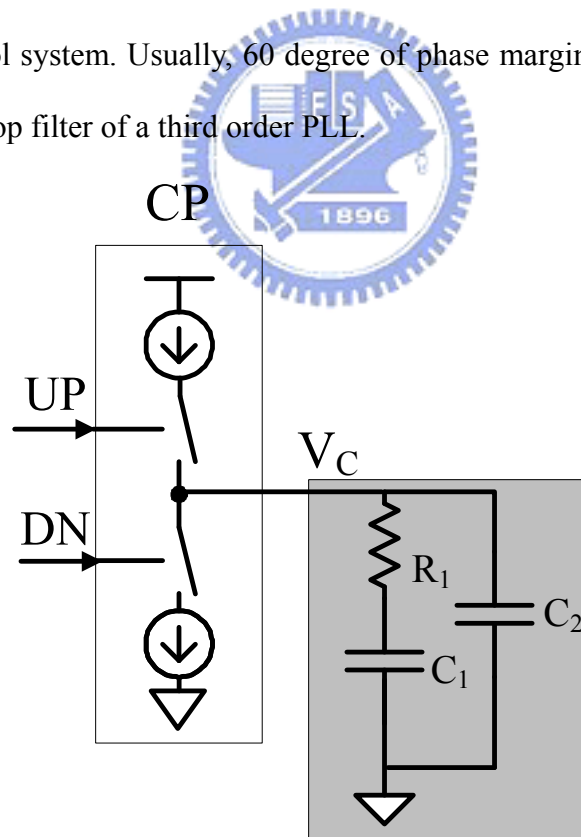 ol system. Usually, 60 degree of phase margin
op filter of a third order PLL.
E S A
1896
CP
UP
V_C
DN
R_1
C_2
C_1